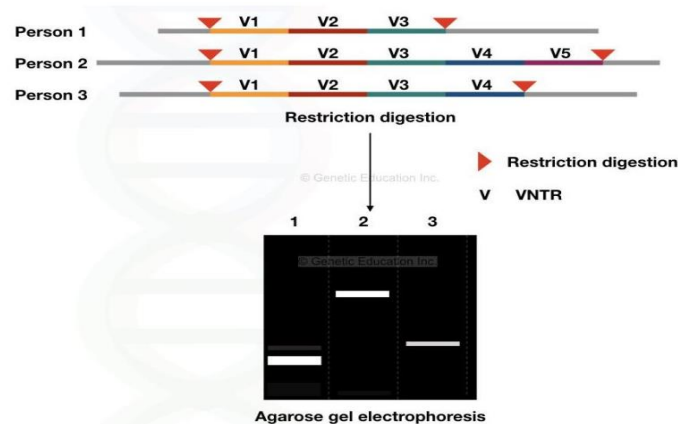 V1 V2 V3
Person 1
V1 V2 V3 V4 V5
Person 2
V1 V2 V3 V4
Person 3
Restriction digestion
Restriction digestion
© Genetic Education Inc.
V VNTR
1 2 3
© Genetic Education Inc.
Agarose gel electrophoresis